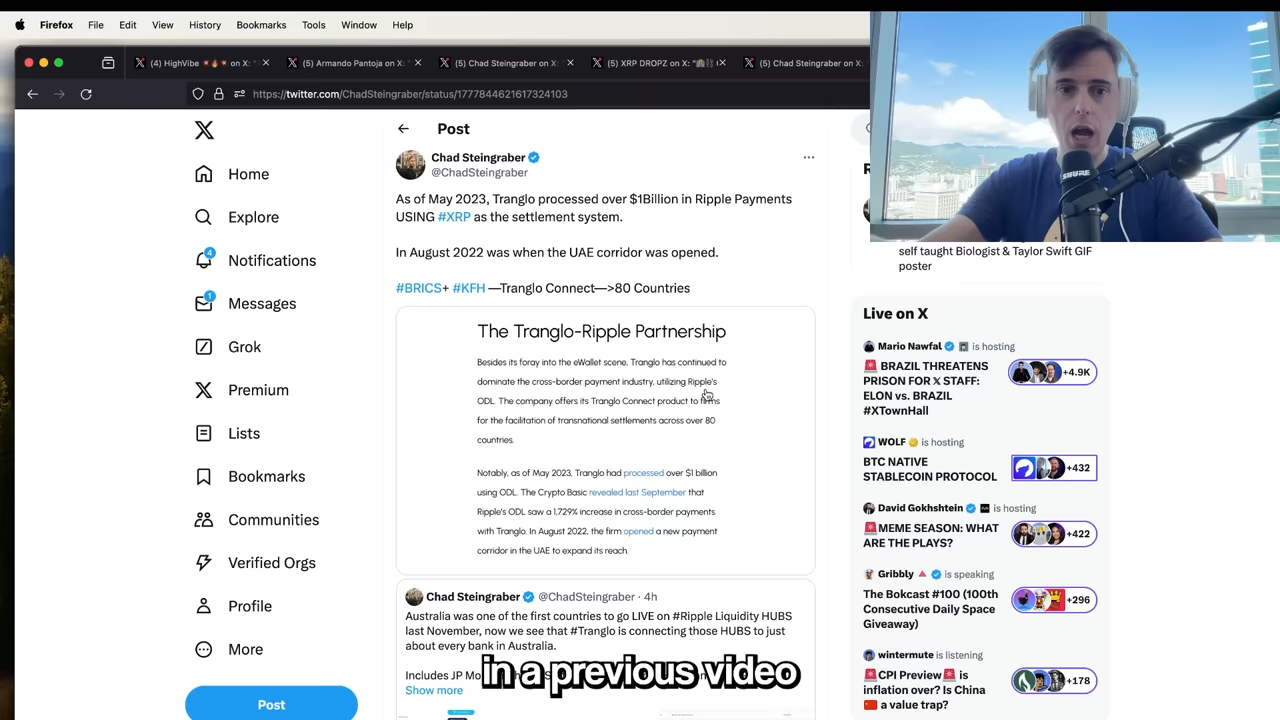 Firefox File Edit View History Bookmarks Tools Window Help
(4) HighVibe 💥🔥💥 on X: "
(5) Armando Pantoja on X: "
(5) Chad Steingraber on X:
(5) XRP DROPZ on X: "
(5) Chad Steingraber on X:
https://twitter.com/ChadSteingraber/status/1777844621617324103
Home
Explore
4
Notifications
1
Messages
Grok
Premium
Lists
Bookmarks
Communities
Verified Orgs
Profile
More
Post
Post
Chad Steingraber
@ChadSteingraber
As of May 2023, Tranglo processed over $1Billion in Ripple Payments
USING #XRP as the settlement system.
In August 2022 was when the UAE corridor was opened.
#BRICS+ #KFH —Tranglo Connect—>80 Countries
The Tranglo-Ripple Partnership
Besides its foray into the eWallet scene, Tranglo has continued to
dominate the cross-border payment industry, utilizing Ripple's
ODL. The company offers its Tranglo Connect product to firms
for the facilitation of transnational settlements across over 80
countries.
Notably, as of May 2023, Tranglo had processed over $1 billion
using ODL. The Crypto Basic revealed last September that
Ripple's ODL saw a 1,729% increase in cross-border payments
with Tranglo. In August 2022, the firm opened a new payment
corridor in the UAE to expand its reach.
Chad Steingraber @ChadSteingraber · 4h
Australia was one of the first countries to go LIVE on #Ripple Liquidity HUBS
last November, now we see that #Tranglo is connecting those HUBS to just
about every bank in Australia.
Includes JP Mo
Show more
in a previous video
SHURE
self taught Biologist & Taylor Swift GIF
poster
Live on X
Mario Nawfal is hosting
🚨 BRAZIL THREATENS
PRISON FOR 𝕏 STAFF:
ELON vs. BRAZIL
#XTownHall
+4.9K
WOLF is hosting
BTC NATIVE
STABLECOIN PROTOCOL
+432
David Gokhshtein is hosting
🚨MEME SEASON: WHAT
ARE THE PLAYS?
+422
Gribbly 🔺 is speaking
The Bokcast #100 (100th
Consecutive Daily Space
Giveaway)
+296
wintermute is listening
🚨CPI Preview🚨 is
inflation over? Is China
🇨🇳 a value trap?
+178